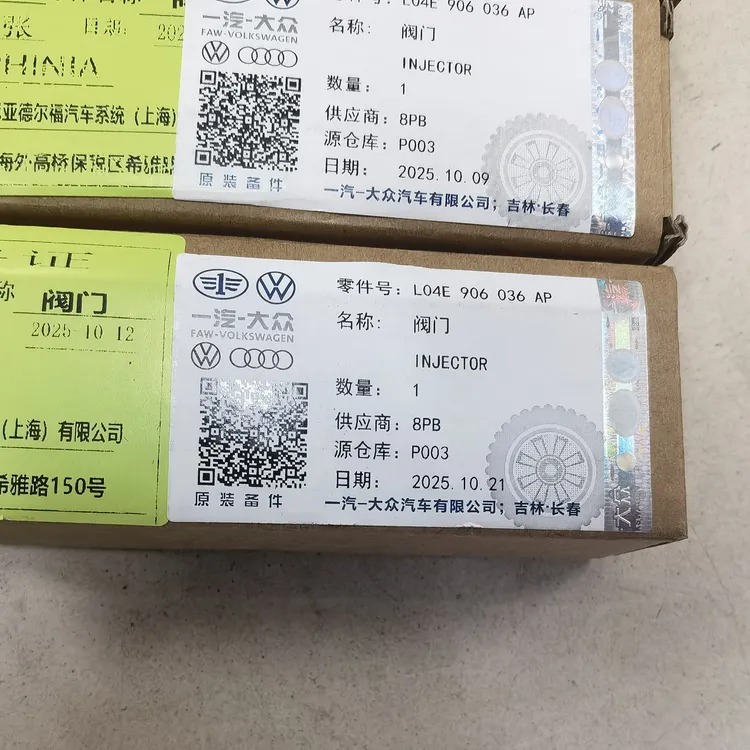 张 日期:
一汽-大众
FAW-VOLKSWAGEN
L04E 906 036 AP
名称: 阀门
INJECTOR
数量: 1
供应商: 8PB
源仓库: P003
日期: 2025.10.09
原装备件
一汽-大众汽车有限公司; 吉林·长春
亚德尔福汽车系统(上海)
海外·高桥保税区希雅路
阀门
2025-10 12
(上海)有限公司
希雅路150号
一汽-大众
FAW-VOLKSWAGEN
零件号: L04E 906 036 AP
名称: 阀门
INJECTOR
数量: 1
供应商: 8PB
源仓库: P003
日期: 2025.10.21
原装备件
一汽-大众汽车有限公司; 吉林·长春
大众